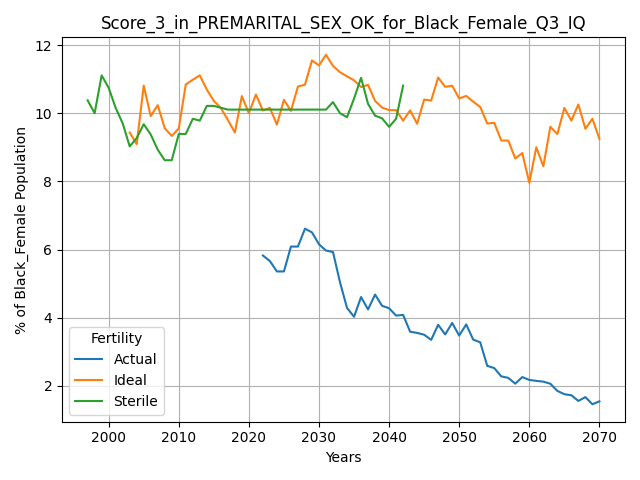 Score_3_in_PREMARITAL_SEX_OK_for_Black_Female_Q3_IQ
% of Black_Female Population
12
10
8
6
4
2
Fertility
Actual
Ideal
Sterile
2000 2010 2020 2030 2040 2050 2060 2070
Years